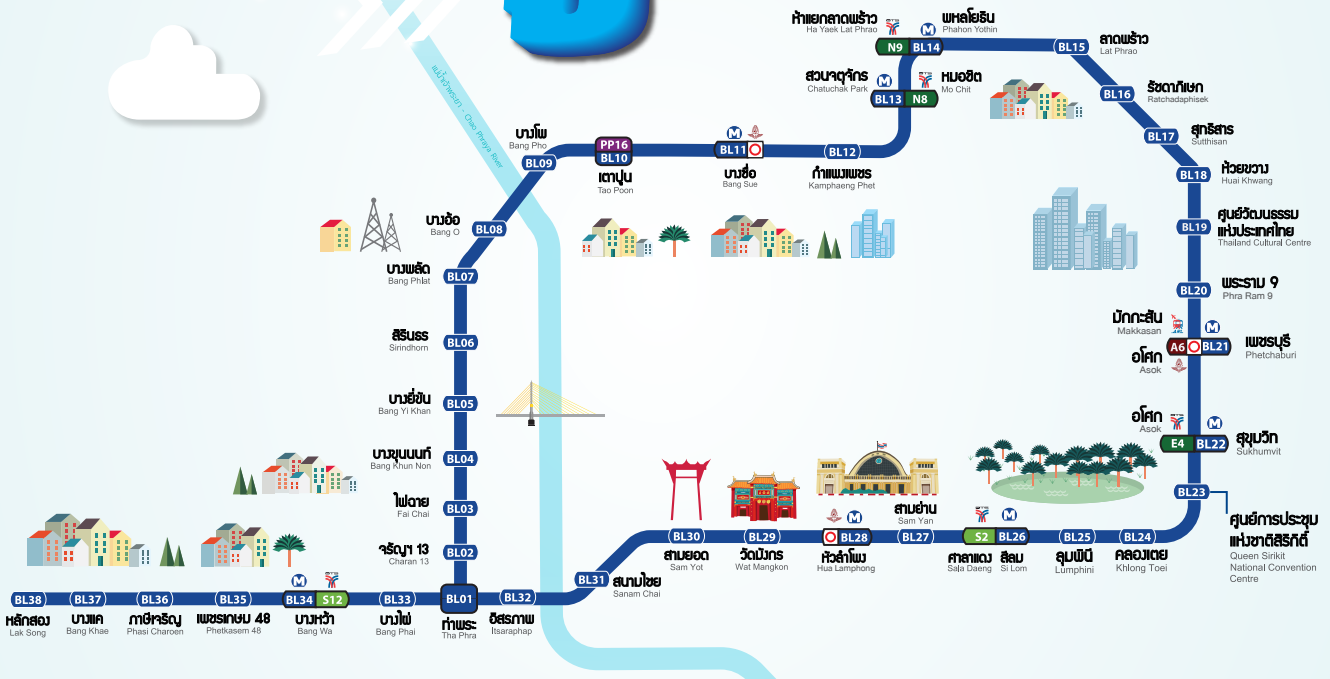 ห้าแยกลาดพร้าว
Ha Yaek Lat Phrao
N9
BL14
พหลโยธิน
Phahon Yothin
BL15
ลาดพร้าว
Lat Phrao
สวนจตุจักร
Chatuchak Park
BL13
N8
หมอชิต
Mo Chit
BL16
รัชดาภิเษก
Ratchadaphisek
BL17
สุทธิสาร
Sutthisan
BL18
ห้วยขวาง
Huai Khwang
BL19
ศูนย์วัฒนธรรม
แห่งประเทศไทย
Thailand Cultural Centre
BL20
พระราม 9
Phra Ram 9
มักกะสัน
Makkasan
อโศก
Asok
A6
BL21
เพชรบุรี
Phetchaburi
อโศก
Asok
E4
BL22
สุขุมวิท
Sukhumvit
BL23
ศูนย์การประชุม
แห่งชาติสิริกิติ์
Queen Sirikit
National Convention
Centre
แม่น้ำเจ้าพระยา - Chao Phraya River
BL12
กำแพงเพชร
Kamphaeng Phet
BL11
บางซื่อ
Bang Sue
PP16
BL10
เตาปูน
Tao Poon
บางโพ
Bang Pho
BL09
บางอ้อ
Bang O
BL08
บางพลัด
Bang Phlat
BL07
สิรินธร
Sirindhorn
BL06
บางยี่ขัน
Bang Yi Khan
BL05
บางขุนนนท์
Bang Khun Non
BL04
ไฟฉาย
Fai Chai
BL03
จรัญฯ 13
Charan 13
BL02
BL38
หลักสอง
Lak Song
BL37
บางแค
Bang Khae
BL36
ภาษีเจริญ
Phasi Charoen
BL35
เพชรเกษม 48
Phetkasem 48
BL34
S12
บางหว้า
Bang Wa
BL33
บางไผ่
Bang Phai
BL01
ท่าพระ
Tha Phra
BL32
อิสรภาพ
Itsaraphap
BL31
สนามไชย
Sanam Chai
BL30
สามยอด
Sam Yot
BL29
วัดมังกร
Wat Mangkon
BL28
หัวลำโพง
Hua Lamphong
สามย่าน
Sam Yan
BL27
S2
BL26
ศาลาแดง
Sala Daeng
สีลม
Si Lom
BL25
ลุมพินี
Lumphini
BL24
คลองเตย
Khlong Toei